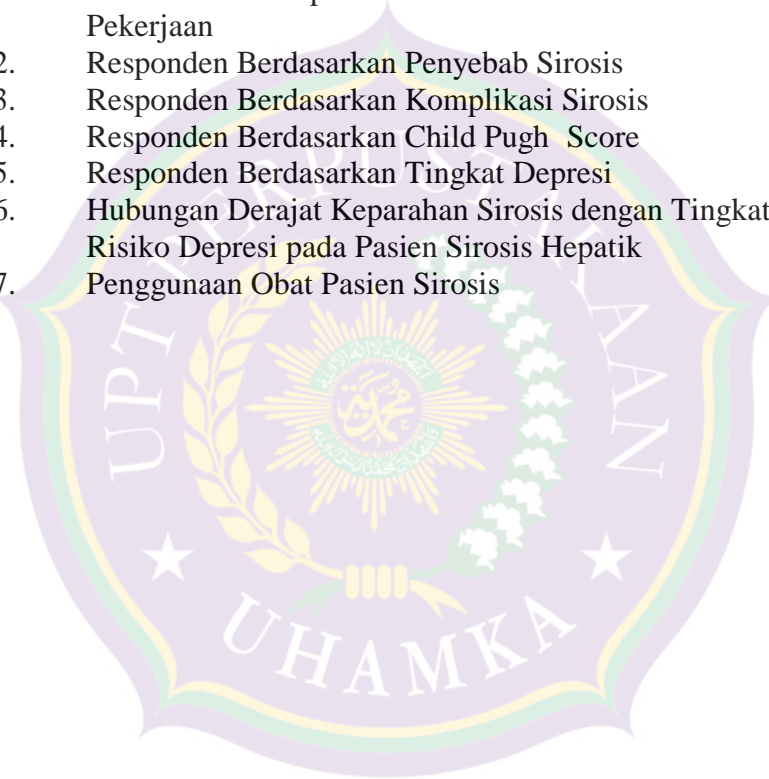 Pekerjaan
2. Responden Berdasarkan Penyebab Sirosis
3. Responden Berdasarkan Komplikasi Sirosis
4. Responden Berdasarkan Child Pugh Score
5. Responden Berdasarkan Tingkat Depresi
6. Hubungan Derajat Keparahan Sirosis dengan Tingkat
Risiko Depresi pada Pasien Sirosis Hepatik
7. Penggunaan Obat Pasien Sirosis
UPT PERPUSTAKAAN
UHAMKA